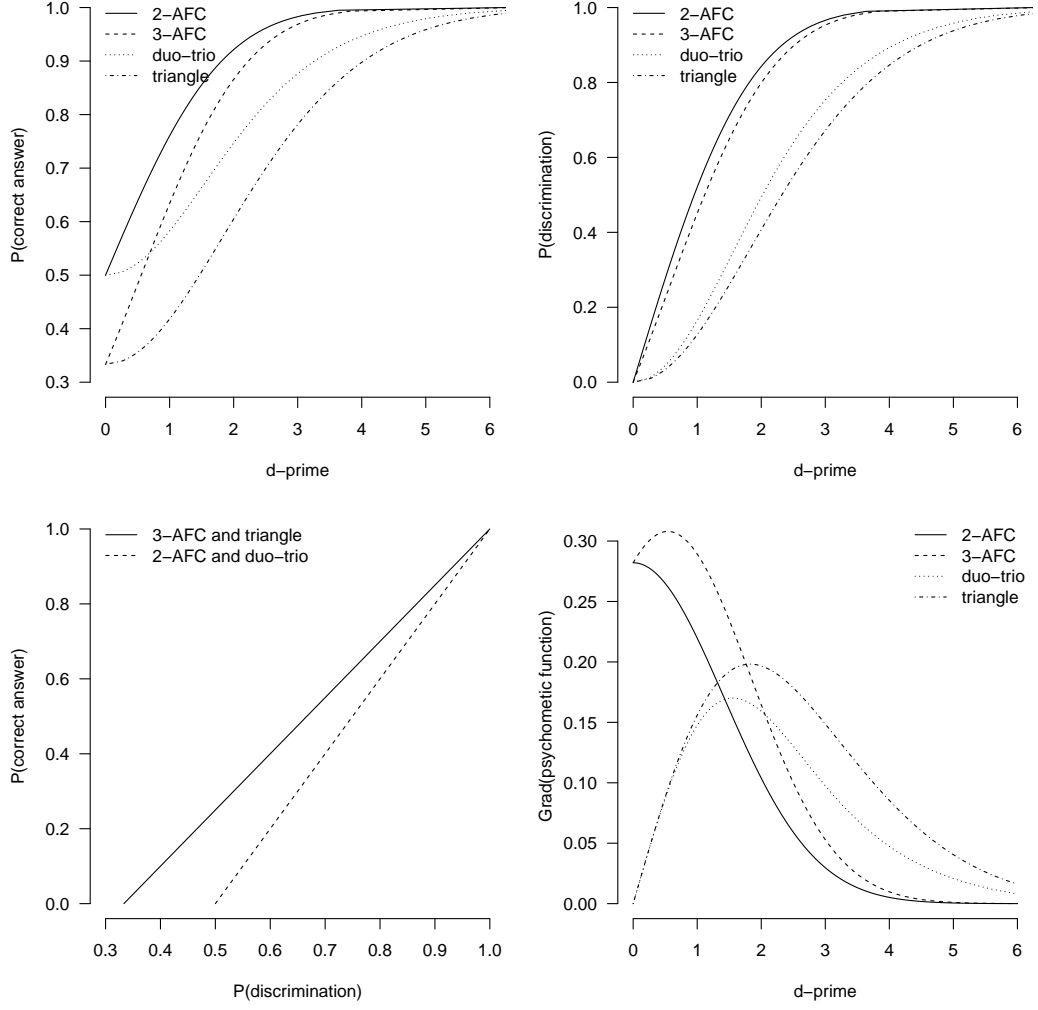 2−AFC
3−AFC
duo−trio
triangle
P(correct answer)
1.0
0.9
0.8
0.7
0.6
0.5
0.4
0.3
0 1 2 3 4 5 6
d−prime
2−AFC
3−AFC
duo−trio
triangle
P(discrimination)
1.0
0.8
0.6
0.4
0.2
0.0
0 1 2 3 4 5 6
d−prime
3−AFC and triangle
2−AFC and duo−trio
P(correct answer)
1.0
0.8
0.6
0.4
0.2
0.0
0.3 0.4 0.5 0.6 0.7 0.8 0.9 1.0
P(discrimination)
2−AFC
3−AFC
duo−trio
triangle
Grad(psychometic function)
0.30
0.25
0.20
0.15
0.10
0.05
0.00
0 1 2 3 4 5 6
d−prime